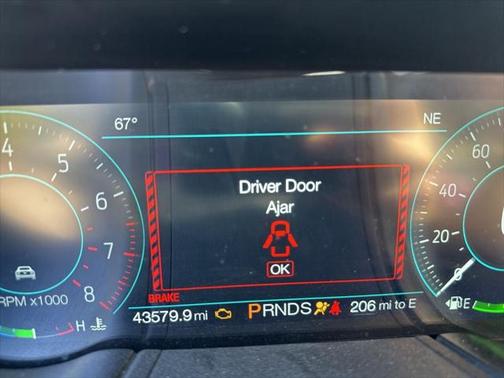 67° NE
4 5 6 7 8
60 40 20 0
Driver Door
Ajar
OK
BRAKE
RPM x1000
43579.9 mi PRNDS 206 mi to E
H E